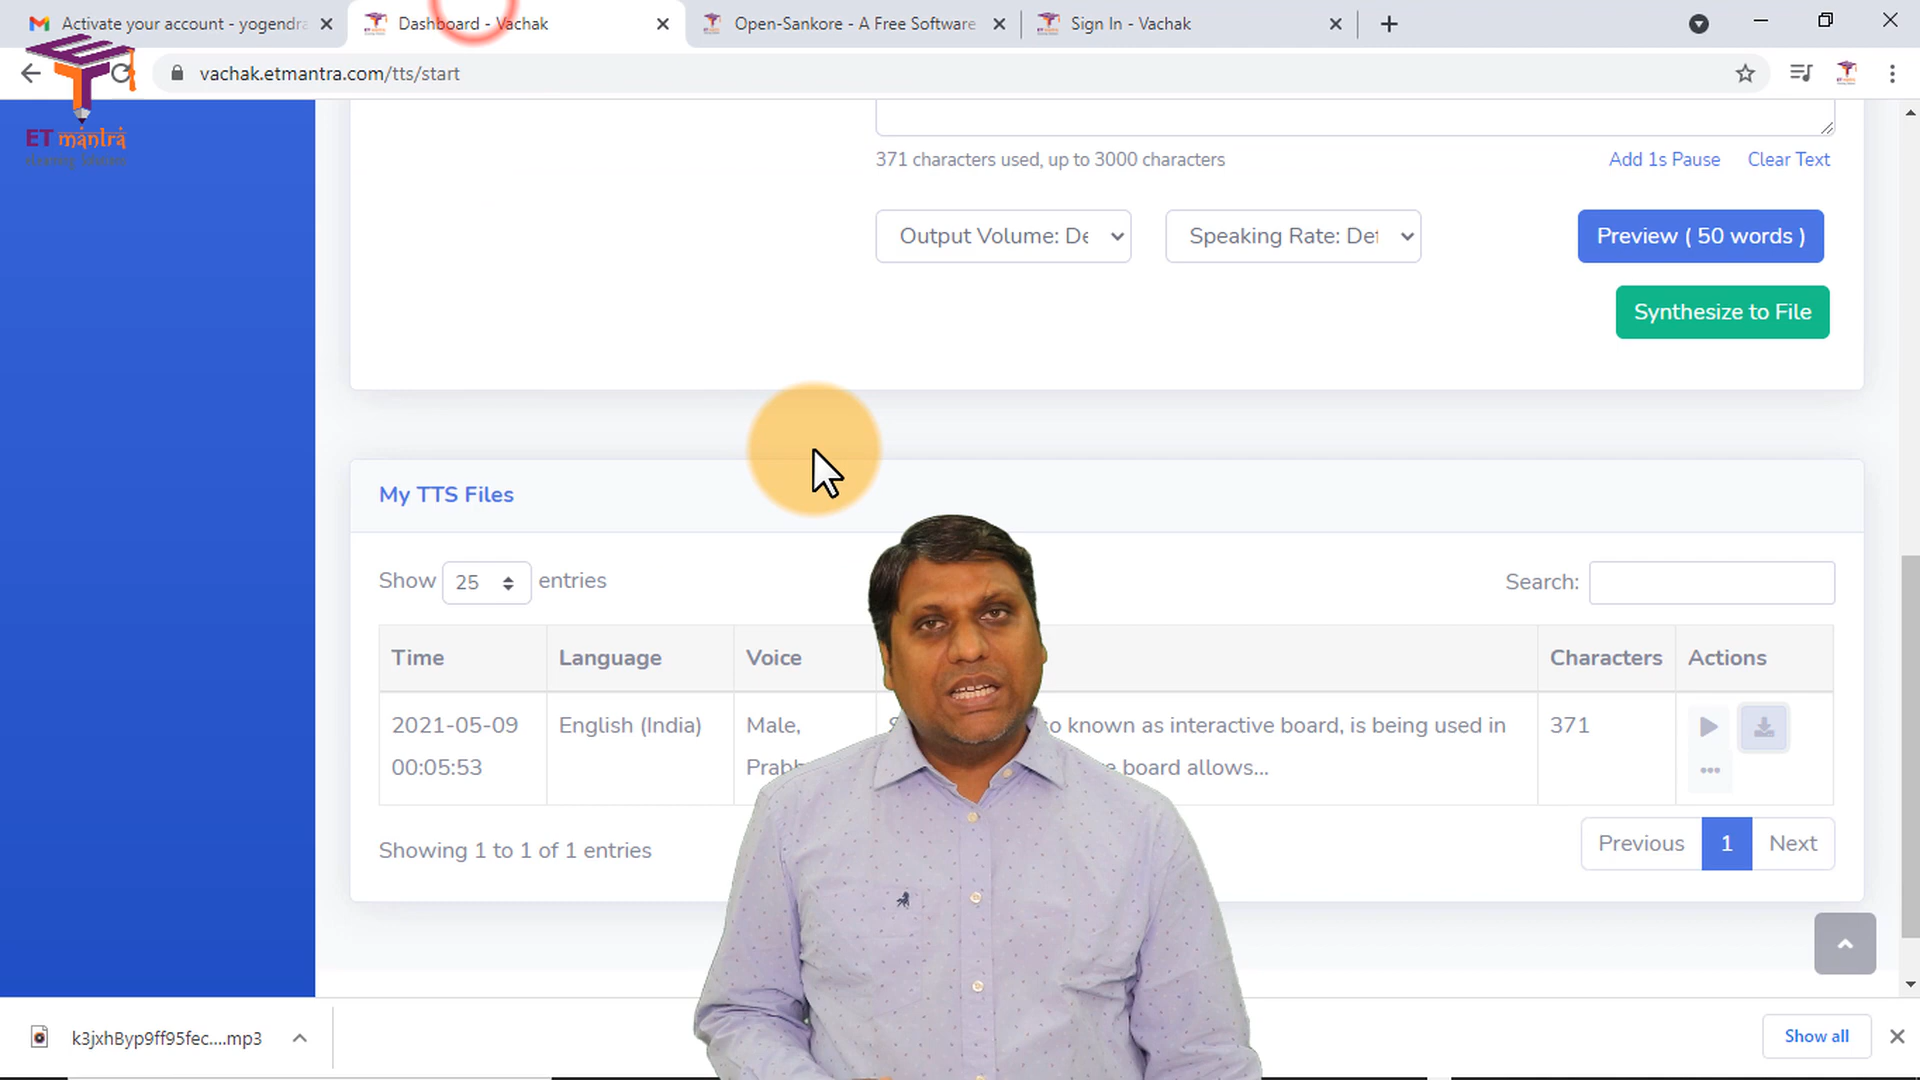 Activate your account - yogendra
Dashboard - Vachak
Open-Sankore - A Free Software
Sign In - Vachak
vachak.etmantra.com/tts/start
ET mantra
371 characters used, up to 3000 characters
Add 1s Pause
Clear Text
Output Volume: De
Speaking Rate: Def
Preview ( 50 words )
Synthesize to File
My TTS Files
Show 25 entries
Search:
Time
Language
Voice
Characters
Actions
2021-05-09
00:05:53
English (India)
Male,
Prabh
so known as interactive board, is being used in
board allows...
371
Showing 1 to 1 of 1 entries
Previous
1
Next
k3jxhByp9ff95fec....mp3
Show all